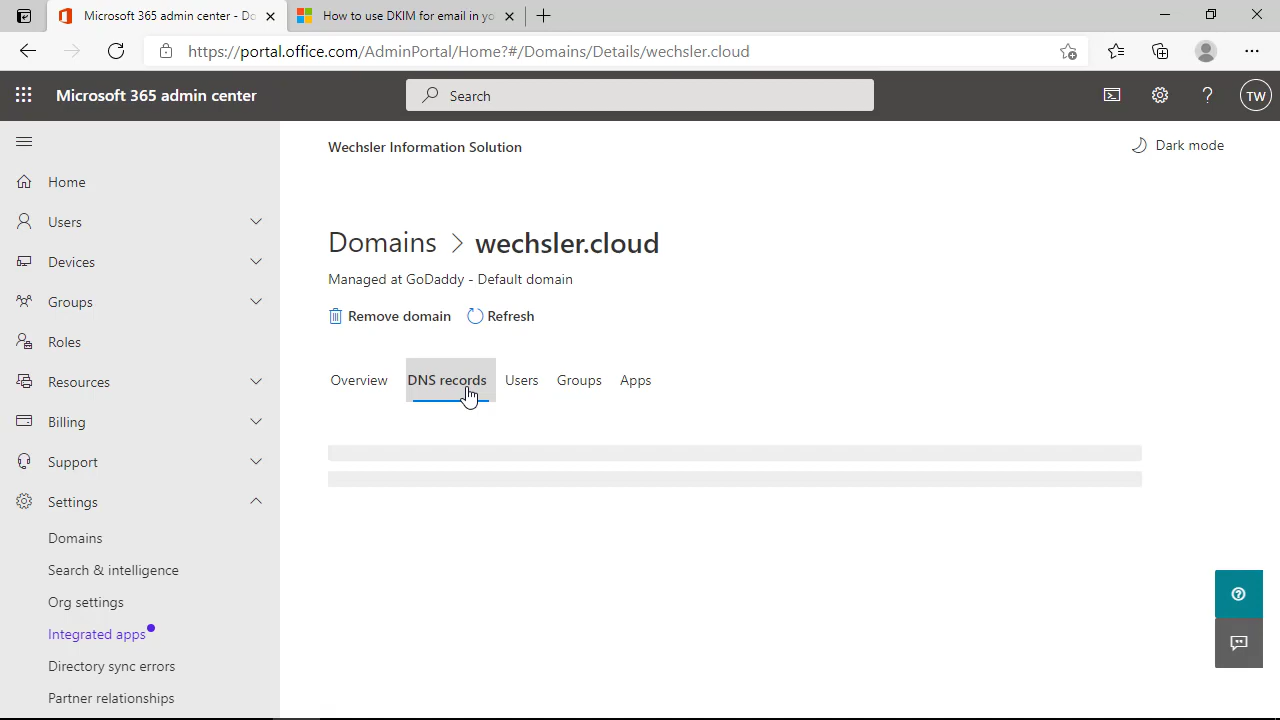 Microsoft 365 admin center - Do
How to use DKIM for email in yo
https://portal.office.com/AdminPortal/Home?#/Domains/Details/wechsler.cloud
Microsoft 365 admin center
Search
TW
Wechsler Information Solution
Dark mode
Home
Users
Devices
Groups
Roles
Resources
Billing
Support
Settings
Domains
Search & intelligence
Org settings
Integrated apps
Directory sync errors
Partner relationships
Domains > wechsler.cloud
Managed at GoDaddy - Default domain
Remove domain Refresh
Overview DNS records Users Groups Apps